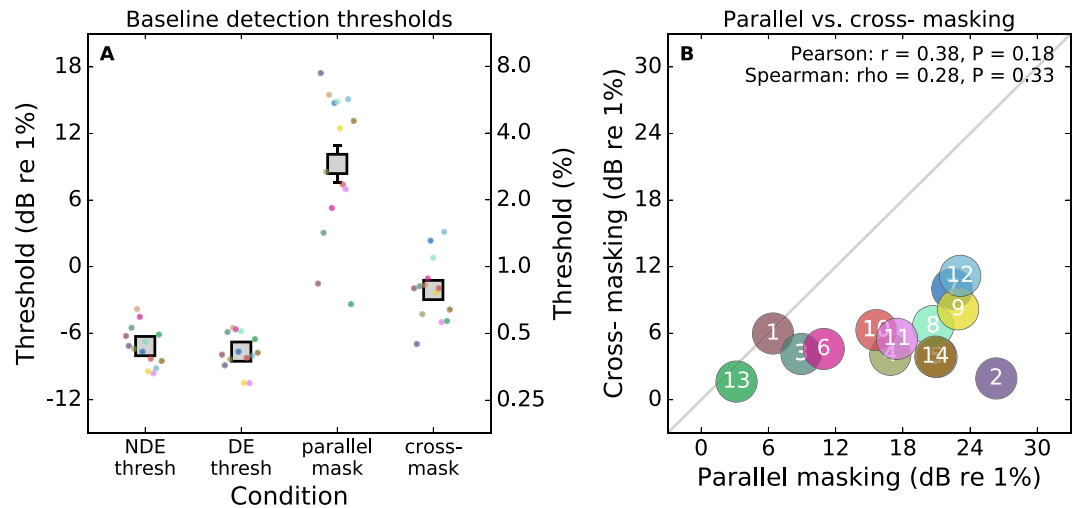 Baseline detection thresholds
A
Threshold (dB re 1%)
18
12
6
0
-6
-12
8.0
4.0
2.0
1.0
0.5
0.25
Threshold (%)
NDE
thresh
DE
thresh
parallel
mask
cross-
mask
Condition
Parallel vs. cross- masking
B
Pearson: r = 0.38, P = 0.18
Spearman: rho = 0.28, P = 0.33
Cross- masking (dB re 1%)
30
24
18
12
6
0
12
9
8
1
10
11
3
6
4
14
13
2
0
6
12
18
24
30
Parallel masking (dB re 1%)